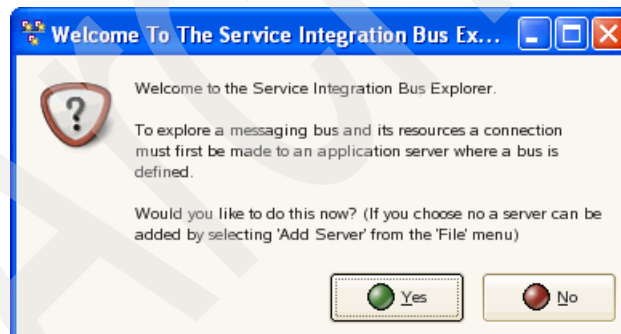 Welcome To The Service Integration Bus Ex...
Welcome to the Service Integration Bus Explorer.
To explore a messaging bus and its resources a connection
must first be made to an application server where a bus is
defined.
Would you like to do this now? (If you choose no a server can be
added by selecting 'Add Server' from the 'File' menu)
Yes
No